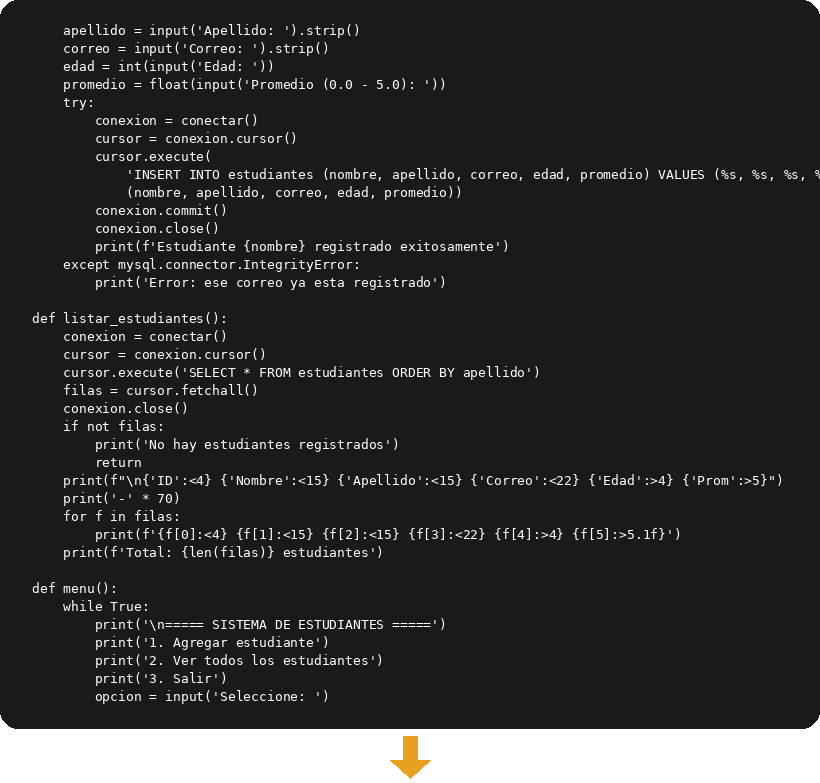 apellido = input('Apellido: ').strip()
    correo = input('Correo: ').strip()
    edad = int(input('Edad: '))
    promedio = float(input('Promedio (0.0 - 5.0): '))
    try:
        conexion = conectar()
        cursor = conexion.cursor()
        cursor.execute(
            'INSERT INTO estudiantes (nombre, apellido, correo, edad, promedio) VALUES (%s, %s, %s, %
            (nombre, apellido, correo, edad, promedio))
        conexion.commit()
        conexion.close()
        print(f'Estudiante {nombre} registrado exitosamente')
    except mysql.connector.IntegrityError:
        print('Error: ese correo ya esta registrado')

def listar_estudiantes():
    conexion = conectar()
    cursor = conexion.cursor()
    cursor.execute('SELECT * FROM estudiantes ORDER BY apellido')
    filas = cursor.fetchall()
    conexion.close()
    if not filas:
        print('No hay estudiantes registrados')
        return
    print(f"\n{'ID':<4} {'Nombre':<15} {'Apellido':<15} {'Correo':<22} {'Edad':>4} {'Prom':>5}")
    print('-' * 70)
    for f in filas:
        print(f'{f[0]:<4} {f[1]:<15} {f[2]:<15} {f[3]:<22} {f[4]:>4} {f[5]:>5.1f}')
    print(f'Total: {len(filas)} estudiantes')

def menu():
    while True:
        print('\n===== SISTEMA DE ESTUDIANTES =====')
        print('1. Agregar estudiante')
        print('2. Ver todos los estudiantes')
        print('3. Salir')
        opcion = input('Seleccione: ')